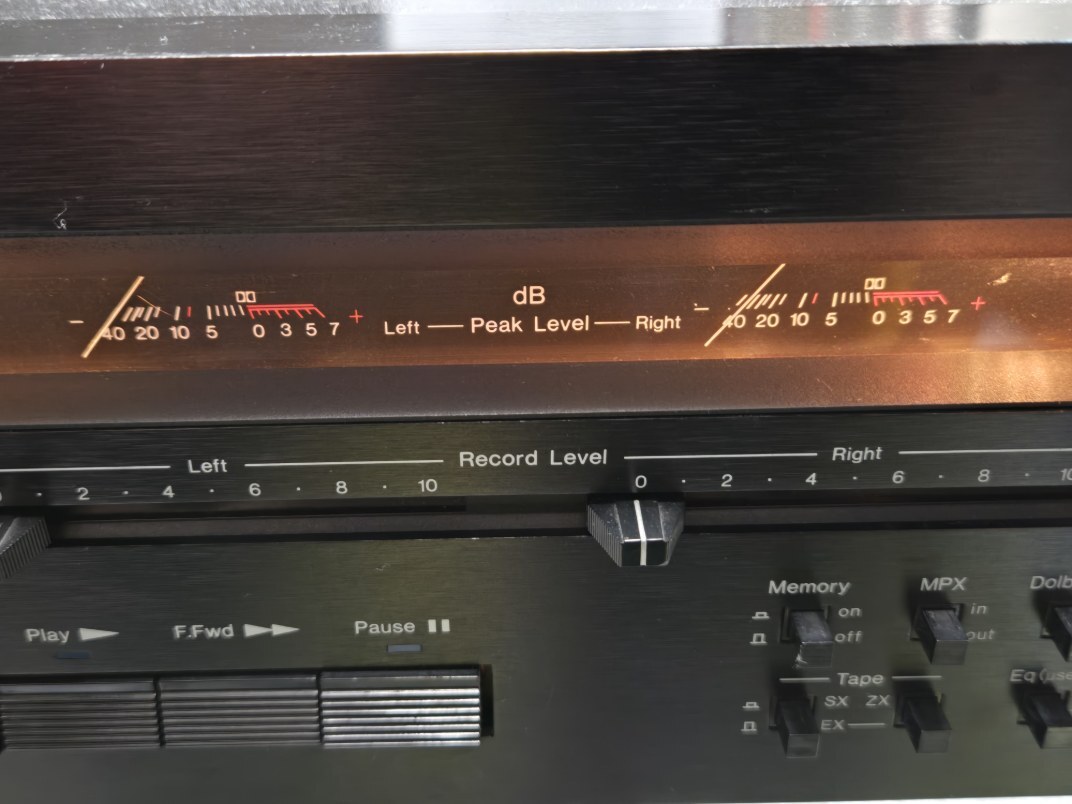 dB
− 40 20 10 5 0 3 5 7 +
Left Peak Level Right
− 40 20 10 5 0 3 5 7 +
Left Record Level Right
2 4 6 8 10 0 2 4 6 8 10
Memory MPX
on in
off out
Play F.Fwd Pause
Tape
SX ZX
EX